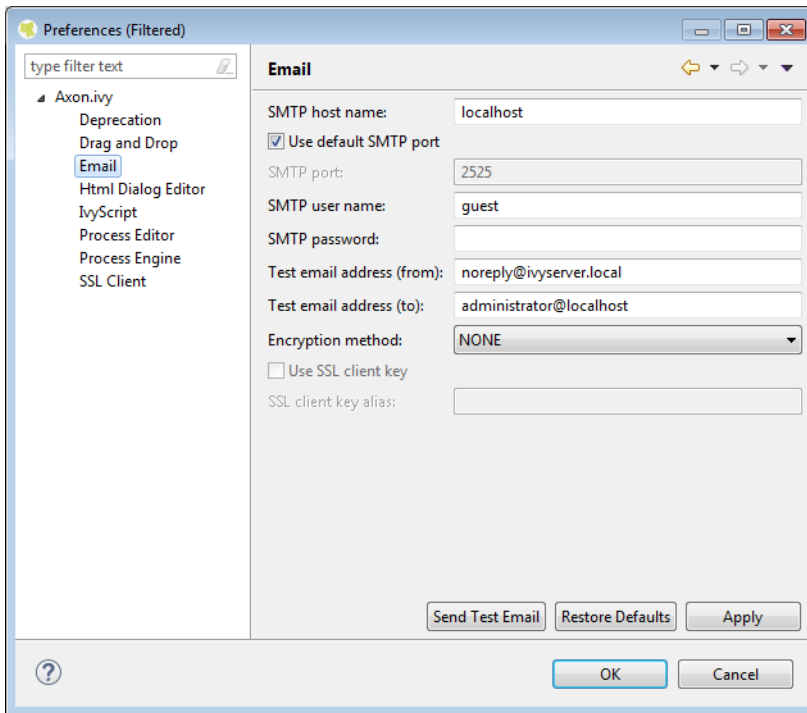 Preferences (Filtered)
type filter text
Axon.ivy
Deprecation
Drag and Drop
Email
Html Dialog Editor
IvyScript
Process Editor
Process Engine
SSL Client
Email
SMTP host name: localhost
Use default SMTP port
SMTP port: 2525
SMTP user name: guest
SMTP password:
Test email address (from): noreply@ivyserver.local
Test email address (to): administrator@localhost
Encryption method: NONE
Use SSL client key
SSL client key alias:
Send Test Email Restore Defaults Apply
? OK Cancel